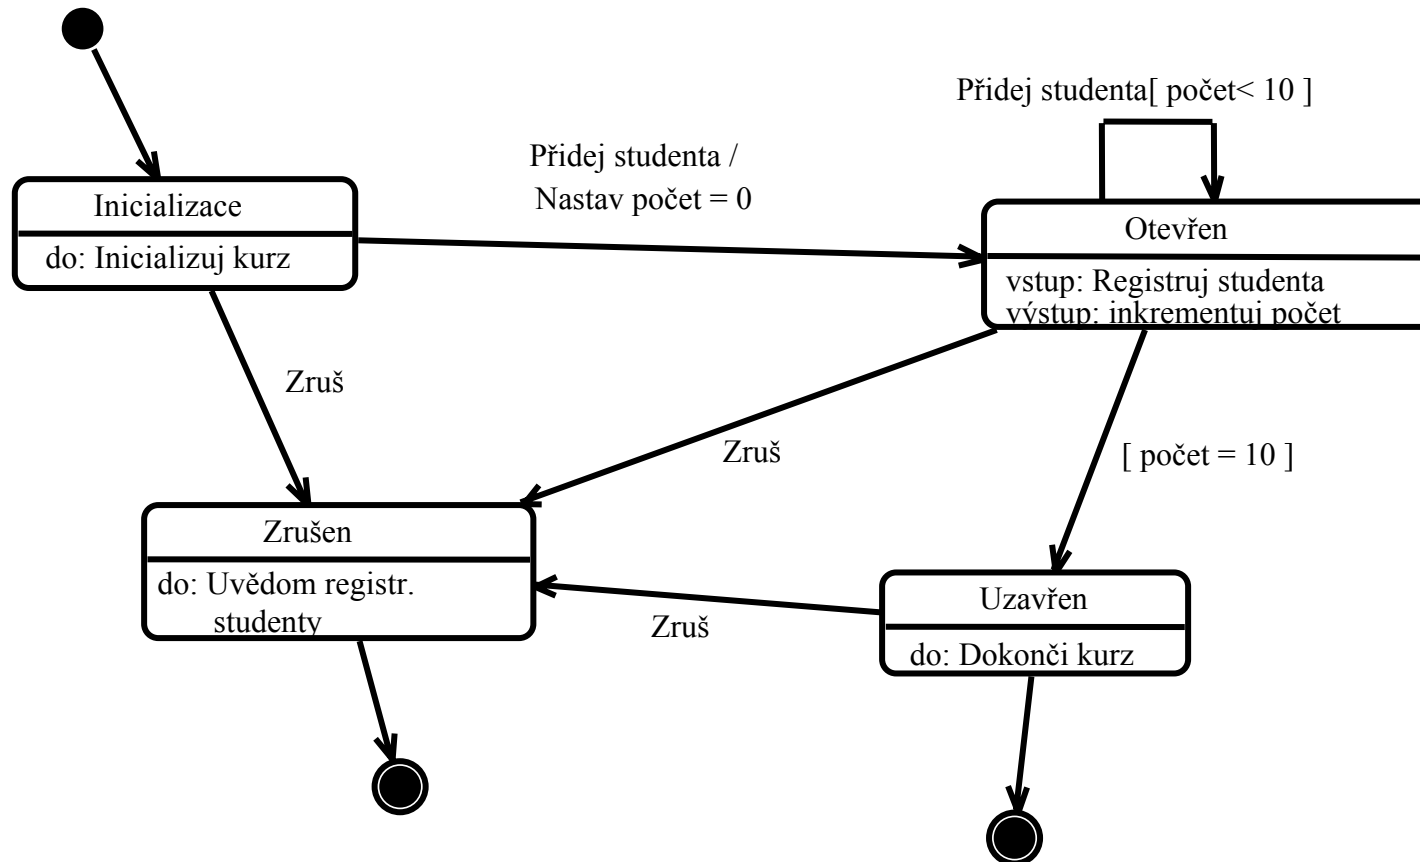 Přidej studenta[ počet< 10 ]
Přidej studenta /
Nastav počet = 0
Inicializace
do: Inicializuj kurz
Otevřen
vstup: Registruj studenta
výstup: inkrementuj počet
Zruš
Zruš
[ počet = 10 ]
Zrušen
do: Uvědom registr.
studenty
Zruš
Uzavřen
do: Dokonči kurz